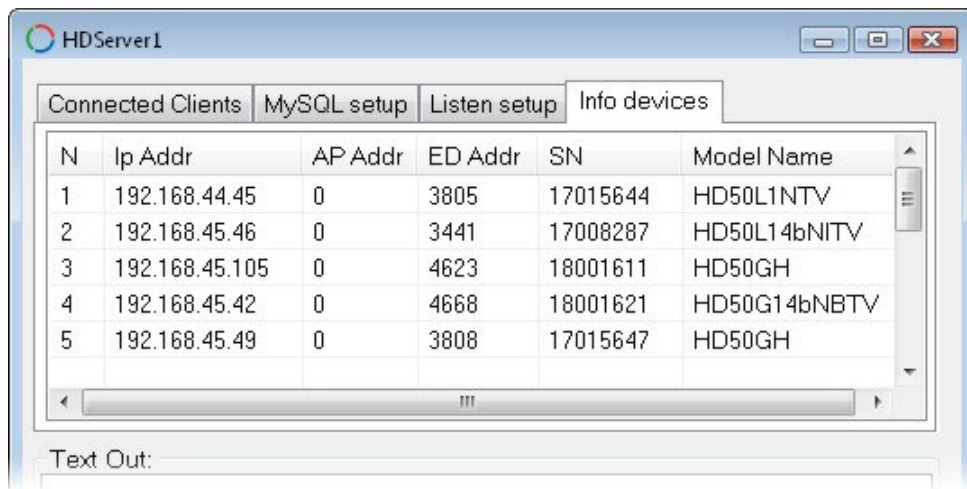 HDServer1
Connected Clients MySQL setup Listen setup Info devices
N Ip Addr AP Addr ED Addr SN Model Name
1 192.168.44.45 0 3805 17015644 HD50L1NTV
2 192.168.45.46 0 3441 17008287 HD50L14bNITV
3 192.168.45.105 0 4623 18001611 HD50GH
4 192.168.45.42 0 4668 18001621 HD50G14bNBTV
5 192.168.45.49 0 3808 17015647 HD50GH
Text Out: